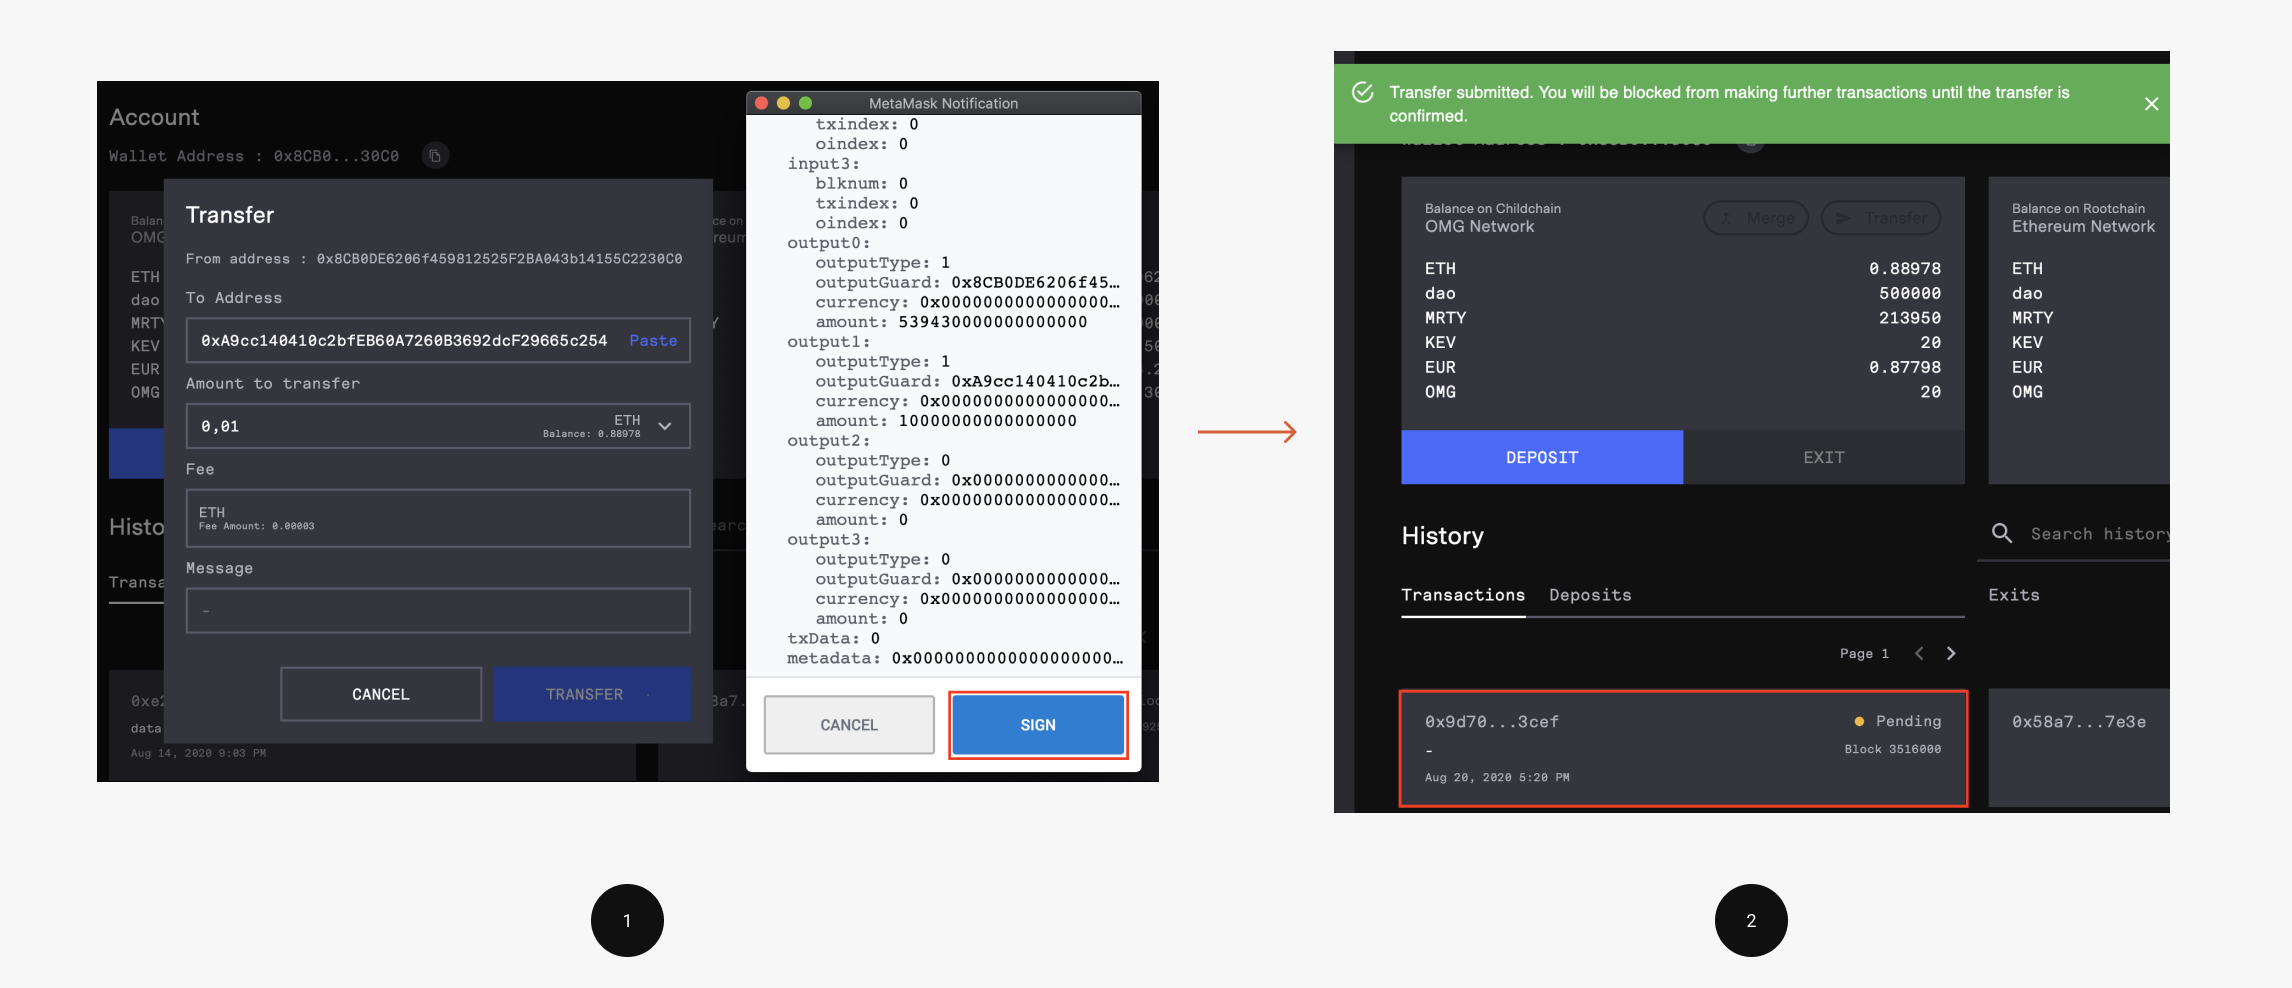 Account
Wallet Address : 0x8CB0...30C0
Transfer
From address : 0x8CB0DE6206f459812525F2BA043b14155C2230C0
To Address
0xA9cc140410c2bfEB60A7260B3692dcF29665c254 Paste
Amount to transfer
0,01
ETH
Balance: 0.88978
Fee
ETH
Fee Amount: 0.00003
Message
-
CANCEL
TRANSFER
Balan
OMG
ETH
dao
MRTY
KEV
EUR
OMG
Histo
Transa
0xe2
data
Aug 14, 2020 9:03 PM
MetaMask Notification
txindex: 0
oindex: 0
input3:
blknum: 0
txindex: 0
oindex: 0
output0:
outputType: 1
outputGuard: 0x8CB0DE6206f45...
currency: 0x0000000000000000...
amount: 539430000000000000
output1:
outputType: 1
outputGuard: 0xA9cc140410c2b...
currency: 0x0000000000000000...
amount: 10000000000000000
output2:
outputType: 0
outputGuard: 0x0000000000000...
currency: 0x0000000000000000...
amount: 0
output3:
outputType: 0
outputGuard: 0x0000000000000...
currency: 0x0000000000000000...
amount: 0
txData: 0
metadata: 0x0000000000000000000...
CANCEL
SIGN
1
Transfer submitted. You will be blocked from making further transactions until the transfer is
confirmed.
Balance on Childchain
OMG Network
Merge
Transfer
ETH 0.88978
dao 500000
MRTY 213950
KEV 20
EUR 0.87798
OMG 20
DEPOSIT
EXIT
Balance on Rootchain
Ethereum Network
ETH
dao
MRTY
KEV
EUR
OMG
History
Search history
Transactions
Deposits
Exits
Page 1
0x9d70...3cef
Pending
-
Block 3516000
Aug 20, 2020 5:20 PM
0x58a7...7e3e
2